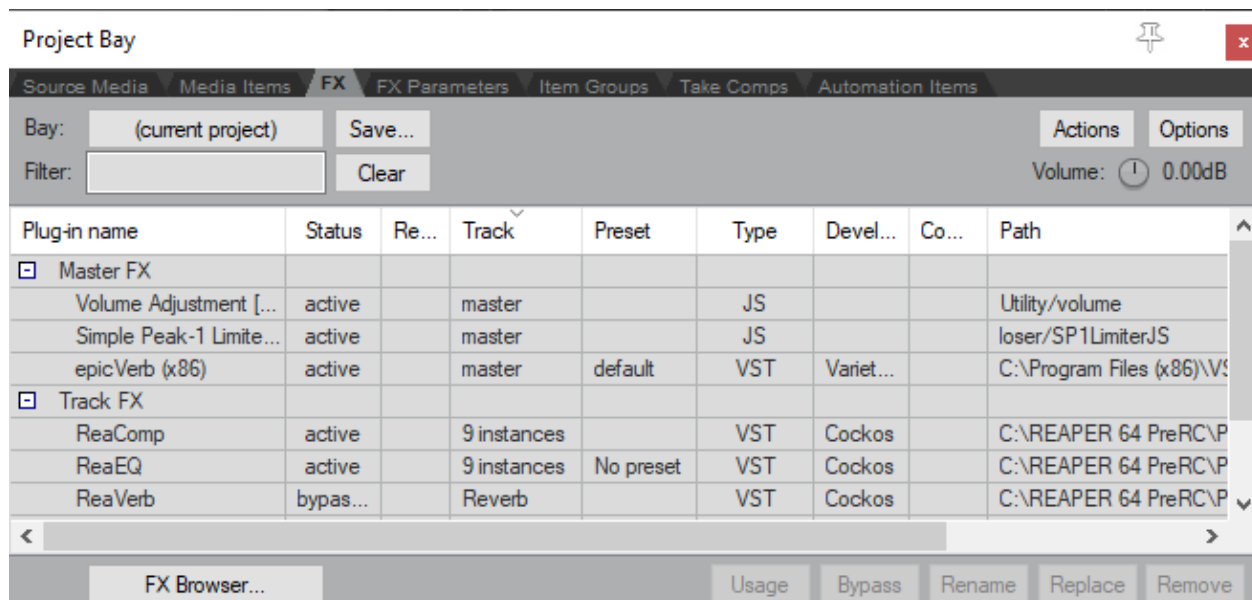 Project Bay
Source Media Media Items FX FX Parameters Item Groups Take Comps Automation Items
Bay: (current project) Save... Actions Options
Filter: Clear Volume: 0.00dB
Plug-in name Status Re... Track Preset Type Devel... Co... Path
Master FX
Volume Adjustment [... active master JS Utility/volume
Simple Peak-1 Limite... active master JS loser/SP1LimiterJS
epicVerb (x86) active master default VST Variet... C:\Program Files (x86)\VS
Track FX
ReaComp active 9 instances VST Cockos C:\REAPER 64 PreRC\P
ReaEQ active 9 instances No preset VST Cockos C:\REAPER 64 PreRC\P
ReaVerb bypas... Reverb VST Cockos C:\REAPER 64 PreRC\P
FX Browser... Usage Bypass Rename Replace Remove